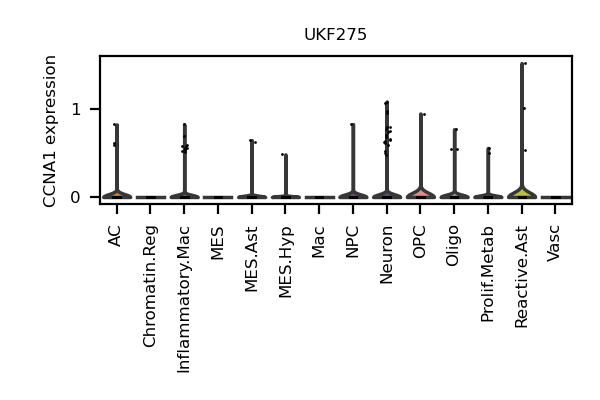 UKF275
CCNA1 expression
1
0
AC
Chromatin.Reg
Inflammatory.Mac
MES
MES.Ast
MES.Hyp
Mac
NPC
Neuron
OPC
Oligo
Prolif.Metab
Reactive.Ast
Vasc